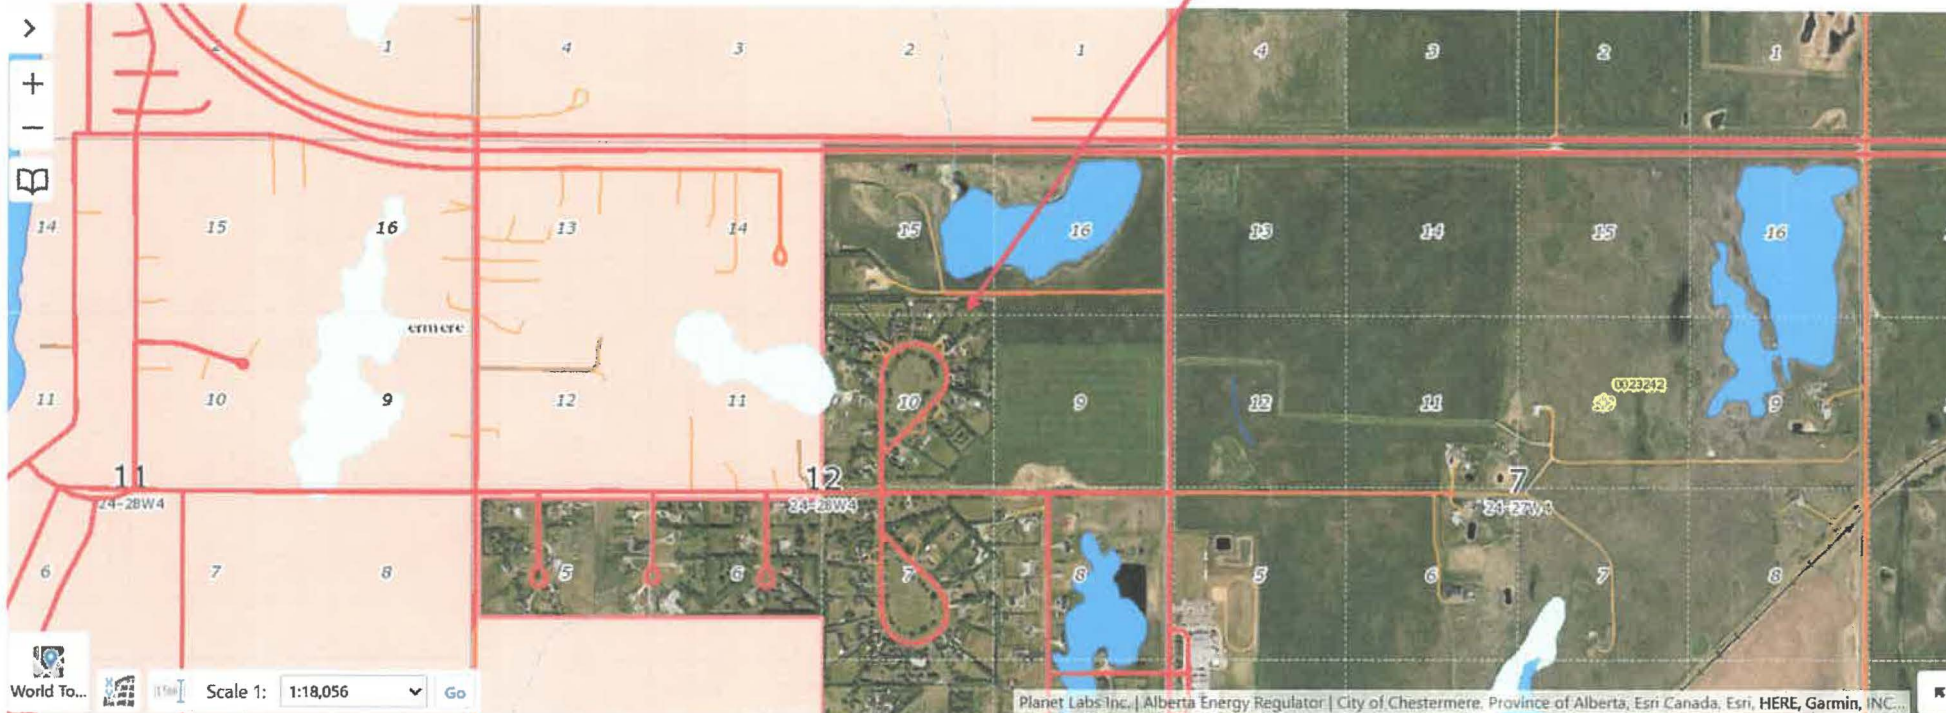 2 1 4 3 2 1 4 3 2 1
14 15 16 13 14 15 16 13 14 15 16
ermere
0023242
11 10 9 12 11 10 9 12 11 9
11 12 7
24-28W4 24-28W4 24-27W4
6 7 8 5 6 7 8 5 6 7 8
World To... Scale 1: 1:18,056 Go
Planet Labs Inc. | Alberta Energy Regulator | City of Chestermere, Province of Alberta, Esri Canada, Esri, HERE, Garmin, INC...